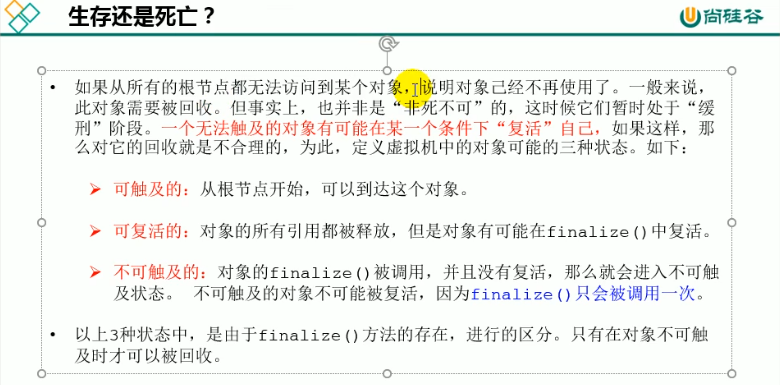 生存还是死亡？
尚硅谷
• 如果从所有的根节点都无法访问到某个对象，说明对象己经不再使用了。一般来说，
此对象需要被回收。但事实上，也并非是“非死不可”的，这时候它们暂时处于“缓
刑”阶段。一个无法触及的对象有可能在某一个条件下“复活”自己，如果这样，那
么对它的回收就是不合理的，为此，定义虚拟机中的对象可能的三种状态。如下：
➢ 可触及的：从根节点开始，可以到达这个对象。
➢ 可复活的：对象的所有引用都被释放，但是对象有可能在finalize()中复活。
➢ 不可触及的：对象的finalize()被调用，并且没有复活，那么就会进入不可触
及状态。 不可触及的对象不可能被复活，因为finalize()只会被调用一次。
• 以上3种状态中，是由于finalize()方法的存在，进行的区分。只有在对象不可触
及时才可以被回收。